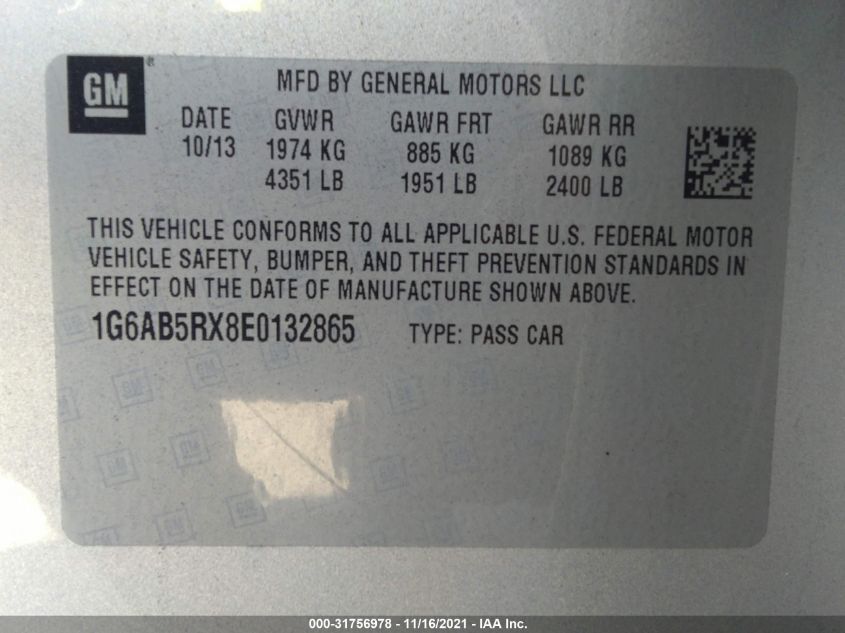 GM
MFD BY GENERAL MOTORS LLC
DATE GVWR GAWR FRT GAWR RR
10/13 1974 KG 885 KG 1089 KG
4351 LB 1951 LB 2400 LB
THIS VEHICLE CONFORMS TO ALL APPLICABLE U.S. FEDERAL MOTOR
VEHICLE SAFETY, BUMPER, AND THEFT PREVENTION STANDARDS IN
EFFECT ON THE DATE OF MANUFACTURE SHOWN ABOVE.
1G6AB5RX8E0132865 TYPE: PASS CAR
000-31756978 - 11/16/2021 - IAA Inc.